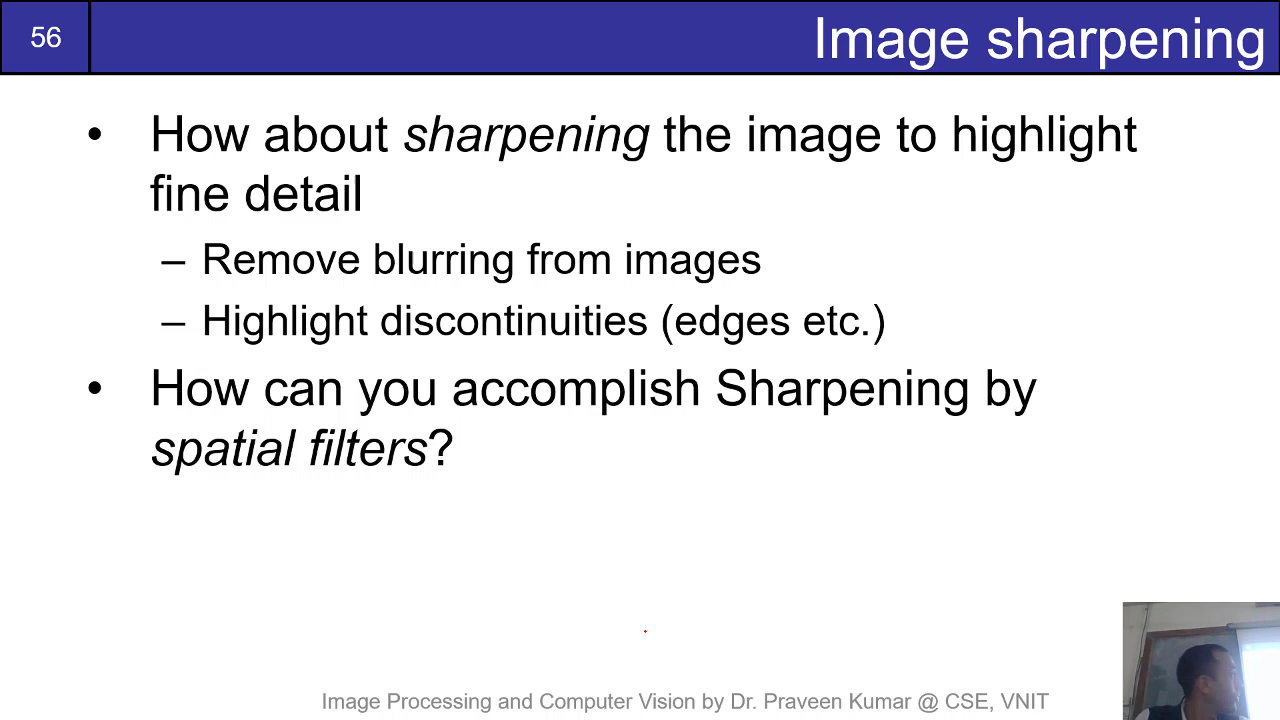 56
Image sharpening
• How about sharpening the image to highlight
fine detail
– Remove blurring from images
– Highlight discontinuities (edges etc.)
• How can you accomplish Sharpening by
spatial filters?
Image Processing and Computer Vision by Dr. Praveen Kumar @ CSE, VNIT